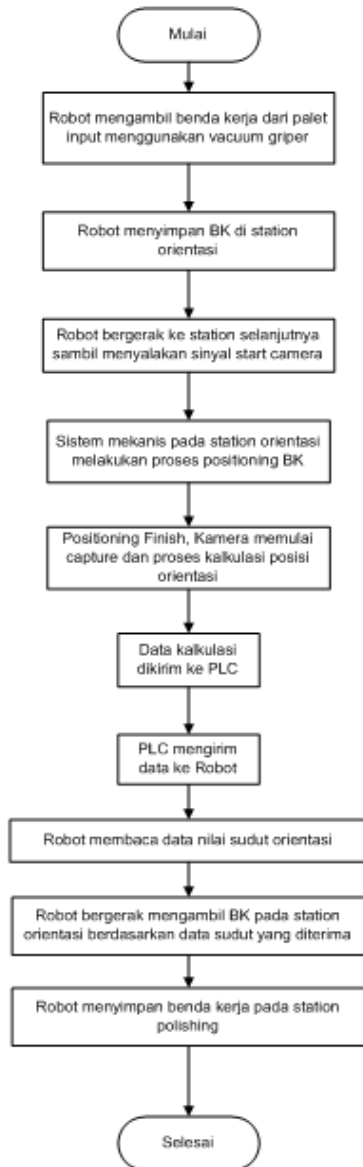 Mulai
Robot mengambil benda kerja dari palet
input menggunakan vacuum griper
Robot menyimpan BK di station
orientasi
Robot bergerak ke station selanjutnya
sambil menyalakan sinyal start camera
Sistem mekanis pada station orientasi
melakukan proses positioning BK
Positioning Finish, Kamera memulai
capture dan proses kalkulasi posisi
orientasi
Data kalkulasi
dikirim ke PLC
PLC mengirim
data ke Robot
Robot membaca data nilai sudut orientasi
Robot bergerak mengambil BK pada station
orientasi berdasarkan data sudut yang diterima
Robot menyimpan benda kerja pada station
polishing
Selesai